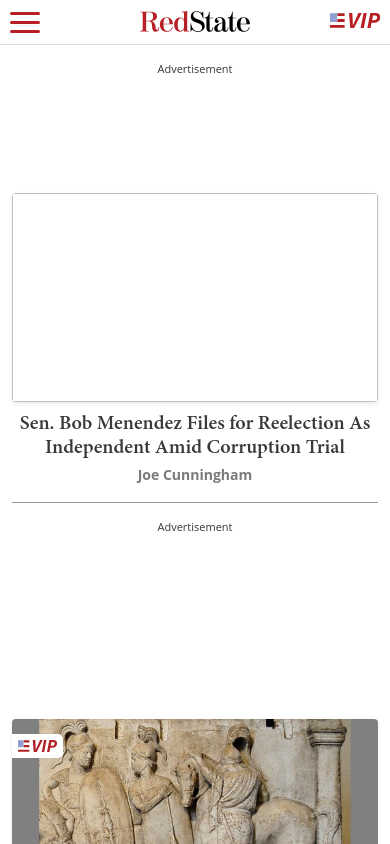 RedState
VIP
Advertisement
Sen. Bob Menendez Files for Reelection As
Independent Amid Corruption Trial
Joe Cunningham
Advertisement
VIP